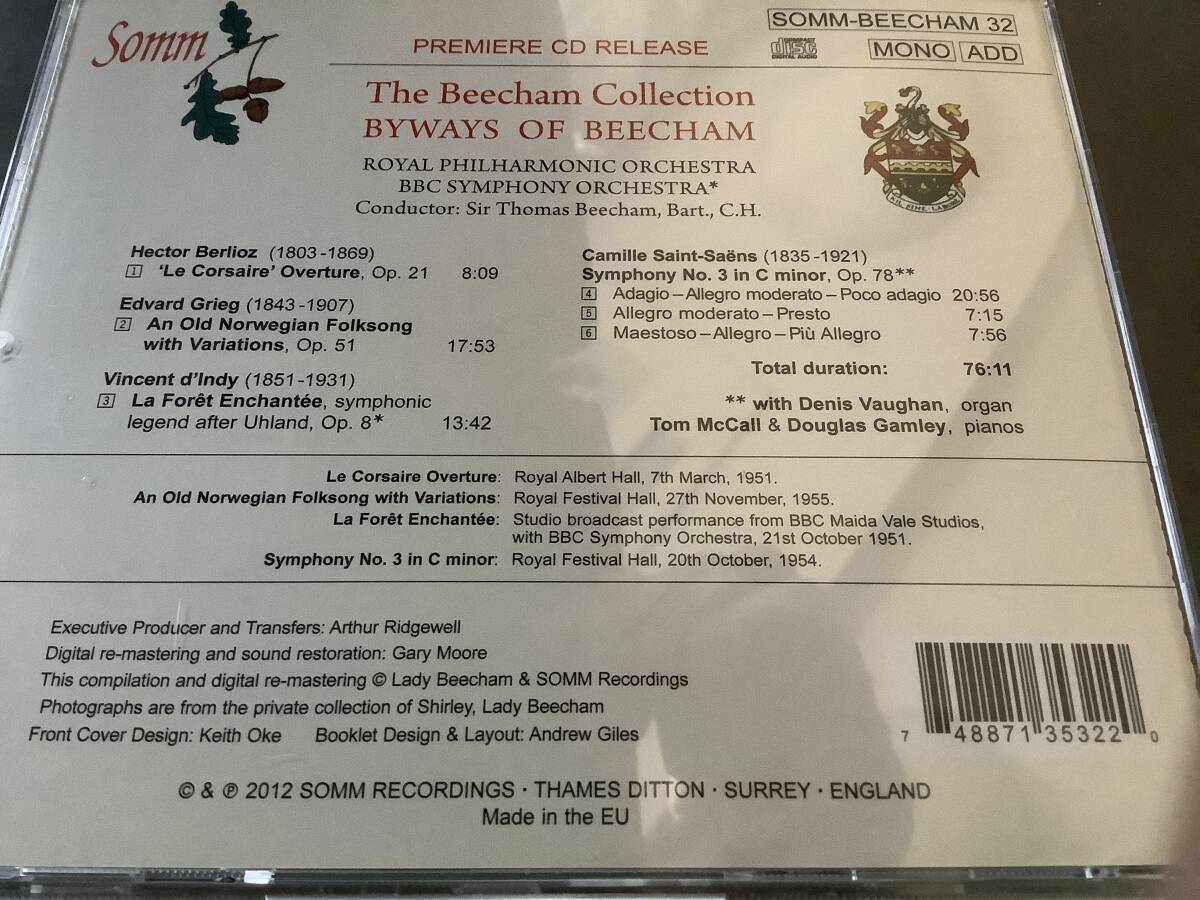 Somm
PREMIERE CD RELEASE
COMPACT
disc
DIGITAL AUDIO
SOMM-BEECHAM 32
MONO ADD
The Beecham Collection
BYWAYS OF BEECHAM
ROYAL PHILHARMONIC ORCHESTRA
BBC SYMPHONY ORCHESTRA*
Conductor: Sir Thomas Beecham, Bart., C.H.
NIL SINE LABORE
Hector Berlioz (1803-1869)
1 ‘Le Corsaire’ Overture, Op. 21 8:09
Edvard Grieg (1843-1907)
2 An Old Norwegian Folksong
with Variations, Op. 51 17:53
Vincent d’Indy (1851-1931)
3 La Forêt Enchantée, symphonic
legend after Uhland, Op. 8* 13:42
Camille Saint-Saëns (1835-1921)
Symphony No. 3 in C minor, Op. 78**
4 Adagio – Allegro moderato – Poco adagio 20:56
5 Allegro moderato – Presto 7:15
6 Maestoso – Allegro – Più Allegro 7:56
Total duration: 76:11
** with Denis Vaughan, organ
Tom McCall & Douglas Gamley, pianos
Le Corsaire Overture: Royal Albert Hall, 7th March, 1951.
An Old Norwegian Folksong with Variations: Royal Festival Hall, 27th November, 1955.
La Forêt Enchantée: Studio broadcast performance from BBC Maida Vale Studios,
with BBC Symphony Orchestra, 21st October 1951.
Symphony No. 3 in C minor: Royal Festival Hall, 20th October, 1954.
Executive Producer and Transfers: Arthur Ridgewell
Digital re-mastering and sound restoration: Gary Moore
This compilation and digital re-mastering © Lady Beecham & SOMM Recordings
Photographs are from the private collection of Shirley, Lady Beecham
Front Cover Design: Keith Oke Booklet Design & Layout: Andrew Giles
7 48871 35322 0
© & ℗ 2012 SOMM RECORDINGS · THAMES DITTON · SURREY · ENGLAND
Made in the EU